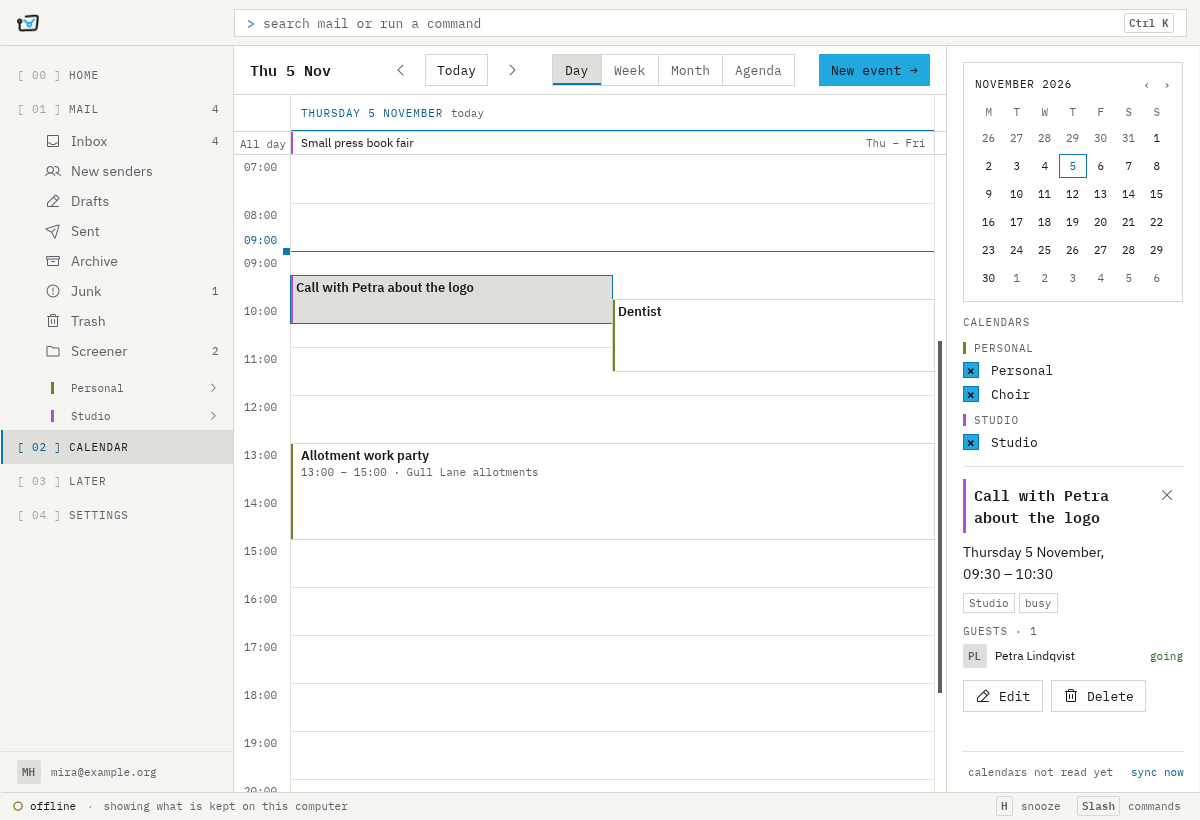 > search mail or run a command
Ctrl K
[ 00 ] HOME
[ 01 ] MAIL 4
Inbox 4
New senders
Drafts
Sent
Archive
Junk 1
Trash
Screener 2
Personal
Studio
[ 02 ] CALENDAR
[ 03 ] LATER
[ 04 ] SETTINGS
MH mira@example.org
Thu 5 Nov
Today
Day Week Month Agenda
New event →
THURSDAY 5 NOVEMBER today
All day
Small press book fair Thu – Fri
07:00
08:00
09:00
09:00
Call with Petra about the logo
10:00
Dentist
11:00
12:00
13:00
Allotment work party
13:00 – 15:00 · Gull Lane allotments
14:00
15:00
16:00
17:00
18:00
19:00
20:00
NOVEMBER 2026 ‹ ›
M T W T F S S
26 27 28 29 30 31 1
2 3 4 5 6 7 8
9 10 11 12 13 14 15
16 17 18 19 20 21 22
23 24 25 26 27 28 29
30 1 2 3 4 5 6
CALENDARS
PERSONAL
Personal
Choir
STUDIO
Studio
Call with Petra
about the logo
Thursday 5 November,
09:30 – 10:30
Studio busy
GUESTS · 1
PL Petra Lindqvist going
Edit Delete
calendars not read yet sync now
offline · showing what is kept on this computer
H snooze Slash commands